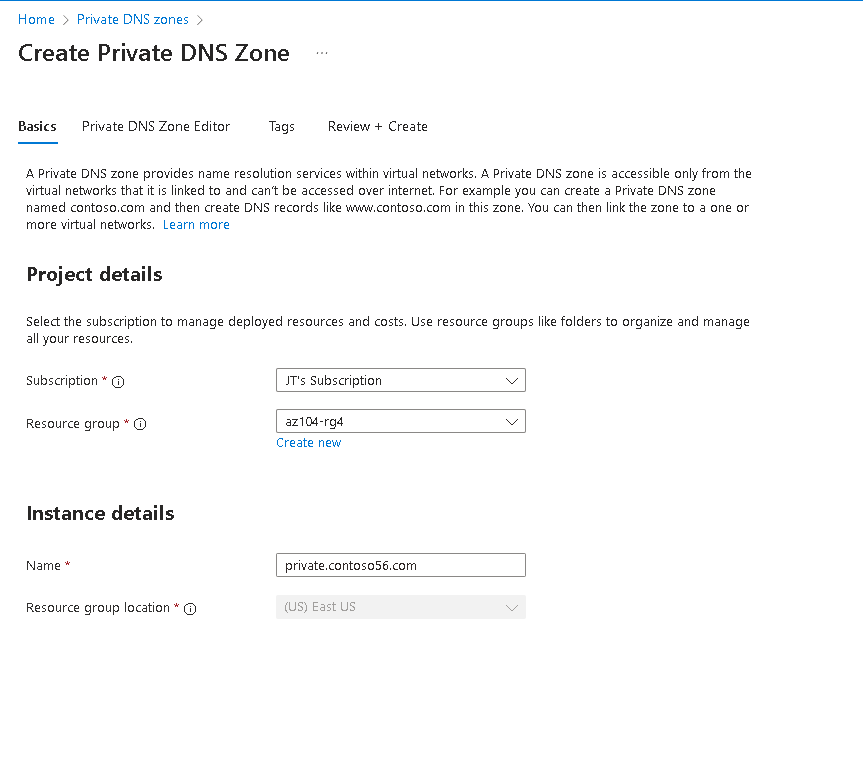 Home > Private DNS zones >
Create Private DNS Zone ...
Basics Private DNS Zone Editor Tags Review + Create
A Private DNS zone provides name resolution services within virtual networks. A Private DNS zone is accessible only from the
virtual networks that it is linked to and can't be accessed over internet. For example you can create a Private DNS zone
named contoso.com and then create DNS records like www.contoso.com in this zone. You can then link the zone to a one or
more virtual networks. Learn more
Project details
Select the subscription to manage deployed resources and costs. Use resource groups like folders to organize and manage
all your resources.
Subscription * JT's Subscription
Resource group * az104-rg4
Create new
Instance details
Name * private.contoso56.com
Resource group location * (US) East US